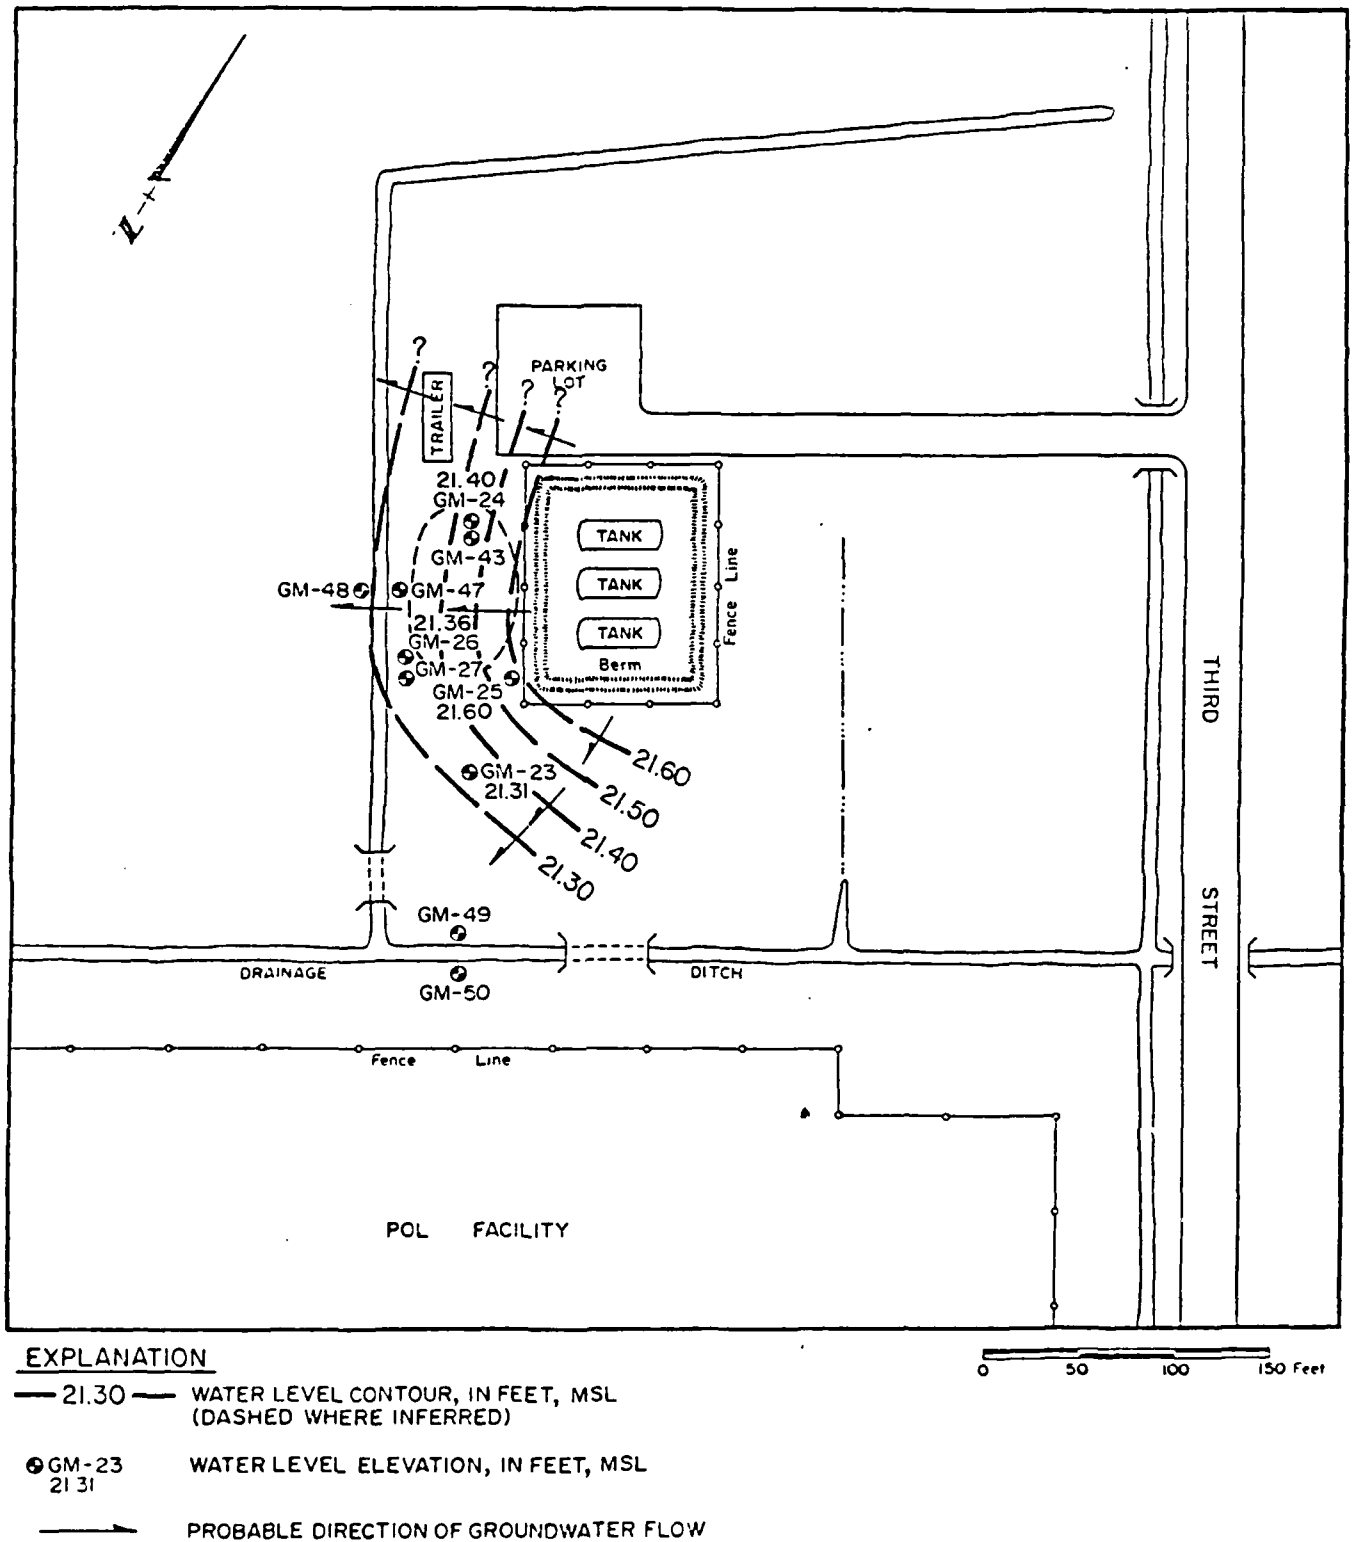 N
?
?
?
?
PARKING
LOT
TRAILER
21.40
GM-24
GM-43
TANK
TANK
TANK
Berm
Fence Line
GM-48
GM-47
21.36
GM-26
GM-27
GM-25
21.60
GM-23
21.31
21.60
21.50
21.40
21.30
THIRD
STREET
GM-49
DRAINAGE
DITCH
GM-50
Fence Line
POL FACILITY
EXPLANATION
21.30 WATER LEVEL CONTOUR, IN FEET, MSL
(DASHED WHERE INFERRED)
GM-23 WATER LEVEL ELEVATION, IN FEET, MSL
21 31
PROBABLE DIRECTION OF GROUNDWATER FLOW
0 50 100 150 Feet